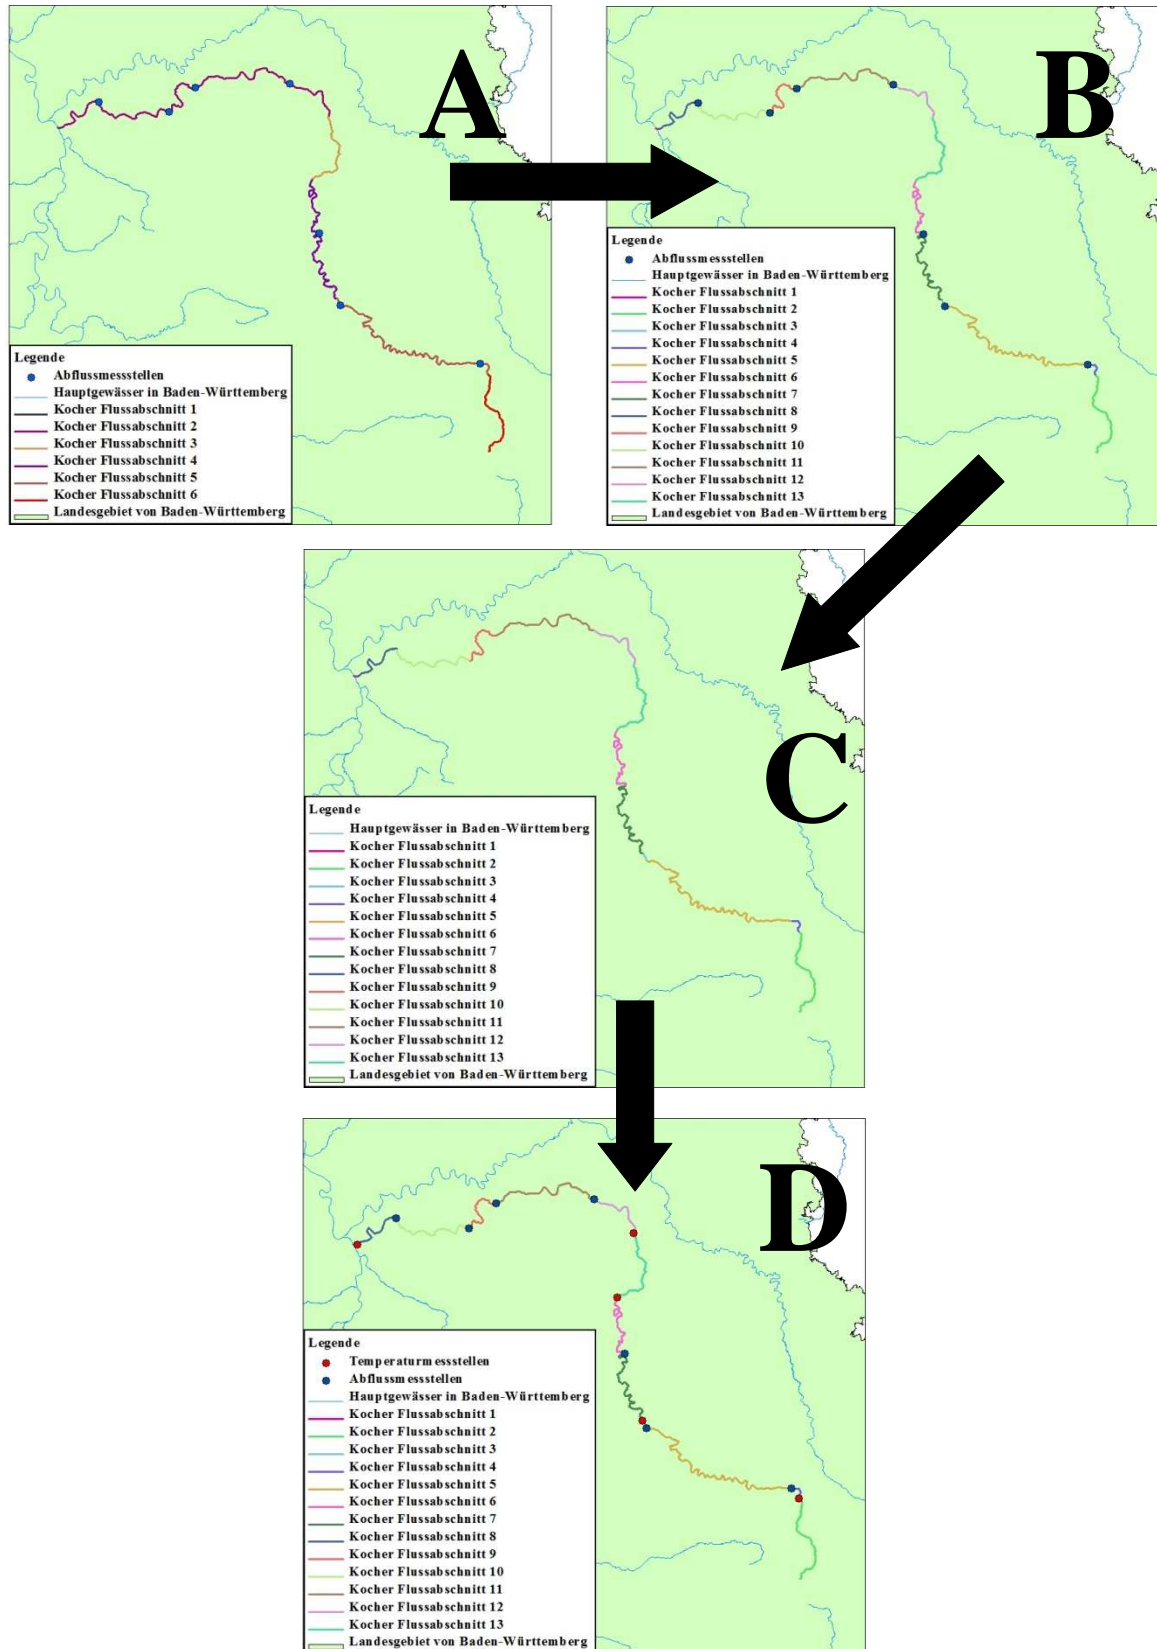 A
Legende
Abflussmessstellen
Hauptgewässer in Baden-Württemberg
Kocher Flussabschnitt 1
Kocher Flussabschnitt 2
Kocher Flussabschnitt 3
Kocher Flussabschnitt 4
Kocher Flussabschnitt 5
Kocher Flussabschnitt 6
Landesgebiet von Baden-Württemberg
B
Legende
Abflussmessstellen
Hauptgewässer in Baden-Württemberg
Kocher Flussabschnitt 1
Kocher Flussabschnitt 2
Kocher Flussabschnitt 3
Kocher Flussabschnitt 4
Kocher Flussabschnitt 5
Kocher Flussabschnitt 6
Kocher Flussabschnitt 7
Kocher Flussabschnitt 8
Kocher Flussabschnitt 9
Kocher Flussabschnitt 10
Kocher Flussabschnitt 11
Kocher Flussabschnitt 12
Kocher Flussabschnitt 13
Landesgebiet von Baden-Württemberg
C
Legende
Hauptgewässer in Baden-Württemberg
Kocher Flussabschnitt 1
Kocher Flussabschnitt 2
Kocher Flussabschnitt 3
Kocher Flussabschnitt 4
Kocher Flussabschnitt 5
Kocher Flussabschnitt 6
Kocher Flussabschnitt 7
Kocher Flussabschnitt 8
Kocher Flussabschnitt 9
Kocher Flussabschnitt 10
Kocher Flussabschnitt 11
Kocher Flussabschnitt 12
Kocher Flussabschnitt 13
Landesgebiet von Baden-Württemberg
D
Legende
Temperaturmessstellen
Abflussmessstellen
Hauptgewässer in Baden-Württemberg
Kocher Flussabschnitt 1
Kocher Flussabschnitt 2
Kocher Flussabschnitt 3
Kocher Flussabschnitt 4
Kocher Flussabschnitt 5
Kocher Flussabschnitt 6
Kocher Flussabschnitt 7
Kocher Flussabschnitt 8
Kocher Flussabschnitt 9
Kocher Flussabschnitt 10
Kocher Flussabschnitt 11
Kocher Flussabschnitt 12
Kocher Flussabschnitt 13
Landesgebiet von Baden-Württemberg